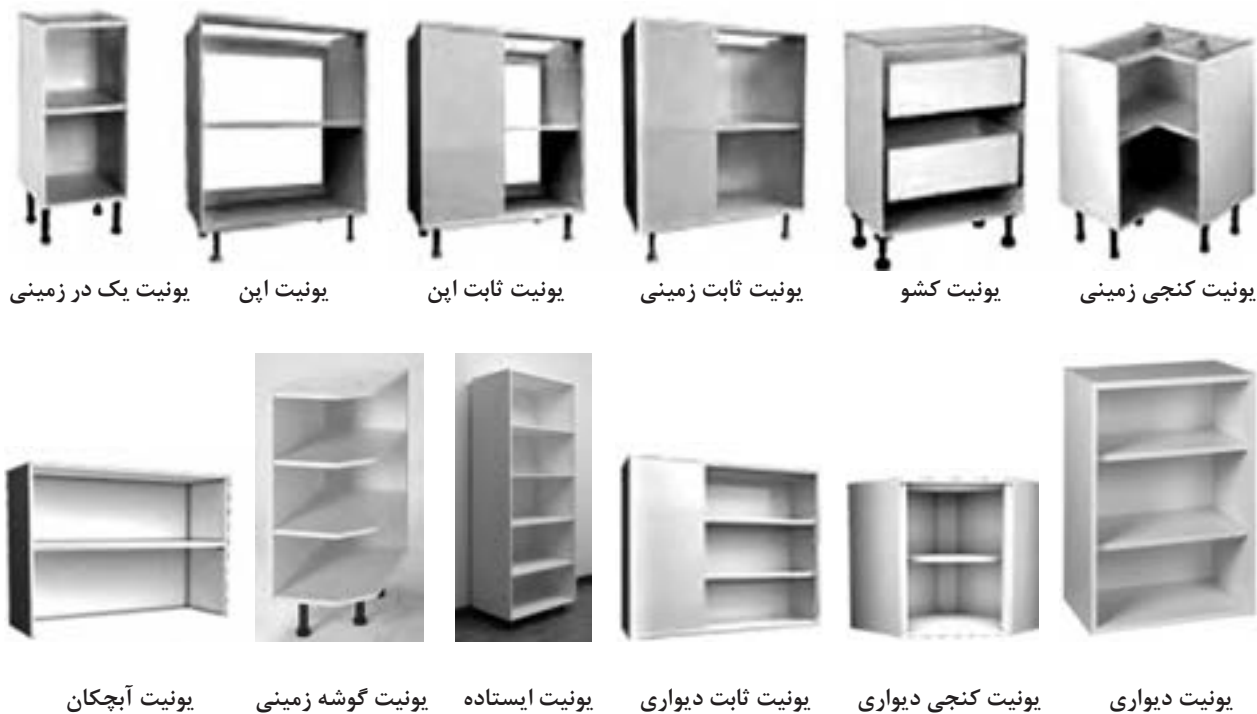 یونیت کنجی زمینی
یونیت کشو
یونیت ثابت زمینی
یونیت ثابت اپن
یونیت اپن
یونیت یک در زمینی
یونیت دیواری
یونیت کنجی دیواری
یونیت ثابت دیواری
یونیت ایستاده
یونیت گوشه زمینی
یونیت آبچکان